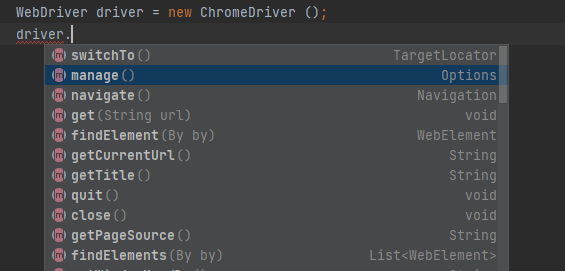 WebDriver driver = new ChromeDriver ();
driver.
switchTo() TargetLocator
manage() Options
navigate() Navigation
get(String url) void
findElement(By by) WebElement
getCurrentUrl() String
getTitle() String
quit() void
close() void
getPageSource() String
findElements(By by) List<WebElement>